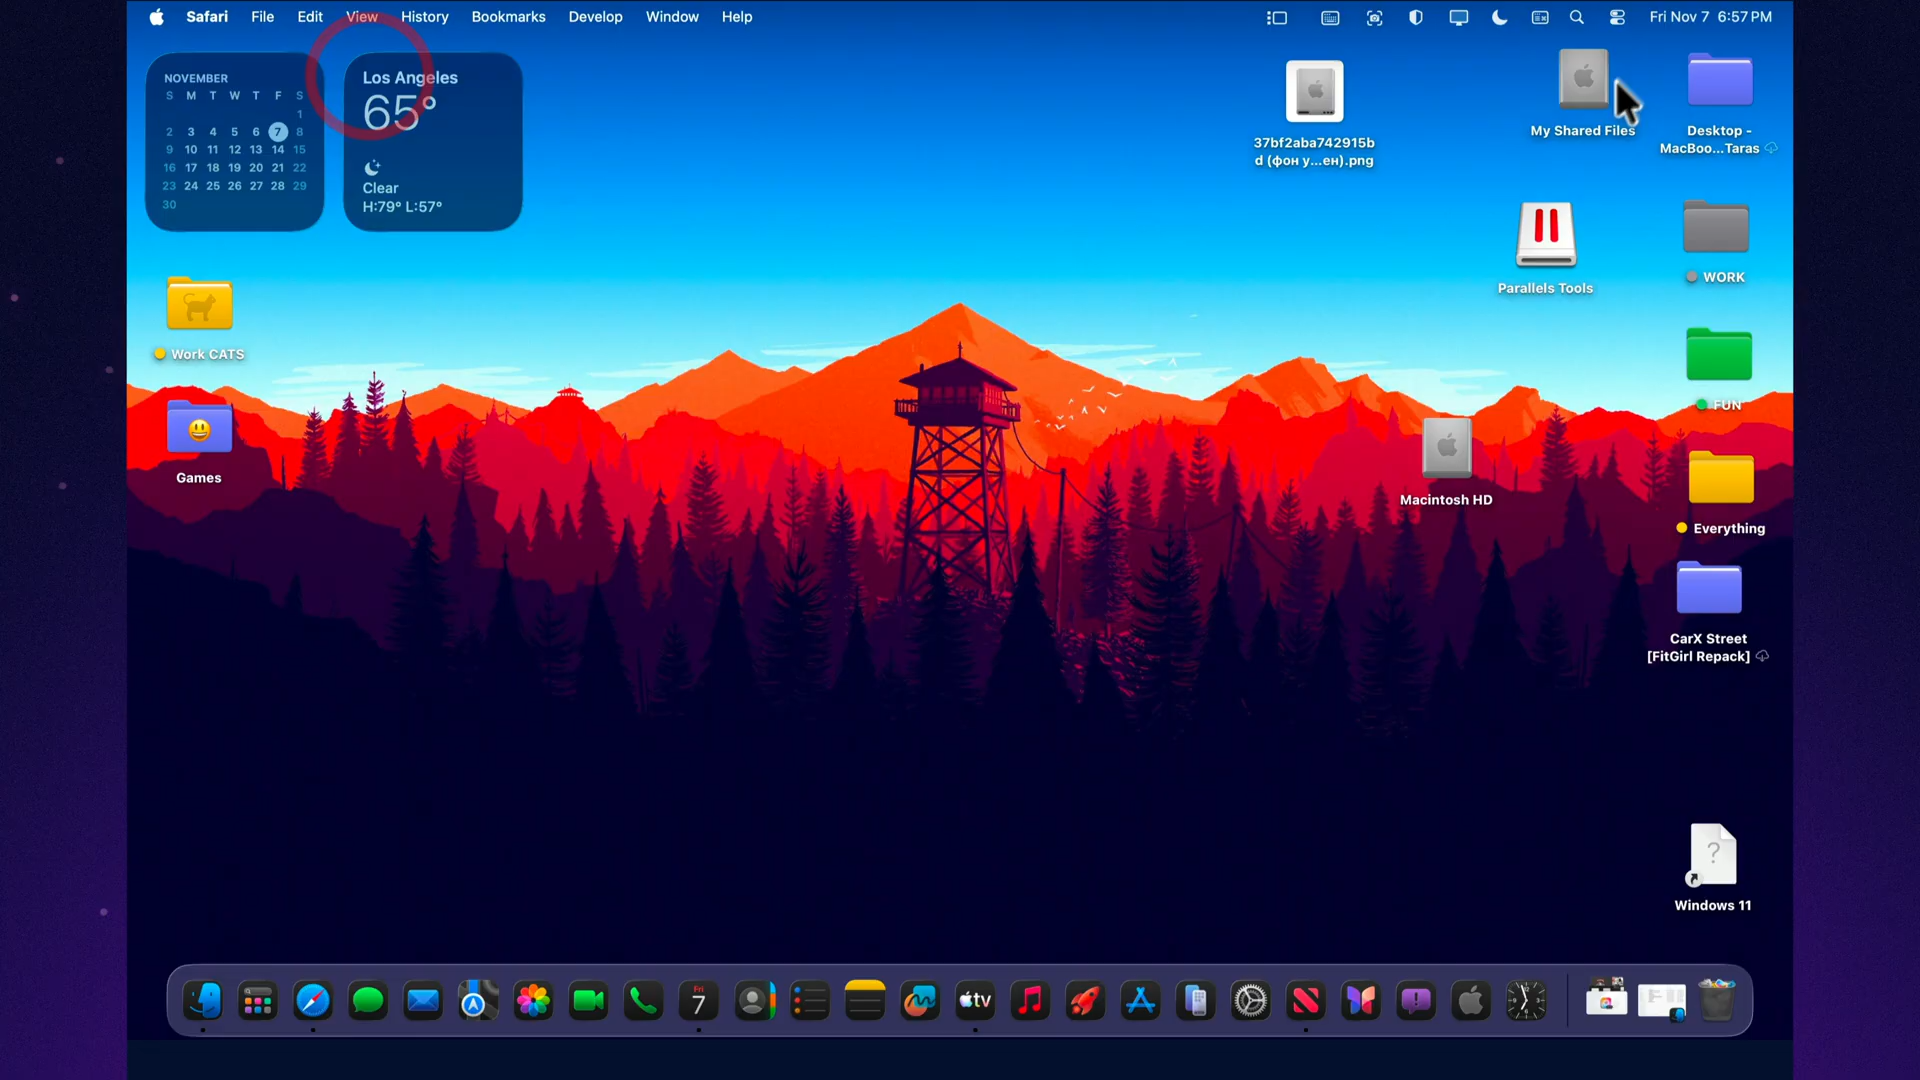 Safari File Edit View History Bookmarks Develop Window Help
Fri Nov 7 6:57 PM
NOVEMBER
S M T W T F S
1
2 3 4 5 6 7 8
9 10 11 12 13 14 15
16 17 18 19 20 21 22
23 24 25 26 27 28 29
30
Los Angeles
65°
Clear
H:79° L:57°
37bf2aba742915b
d (фон у...ен).png
My Shared Files
Desktop -
MacBoo...Taras
Parallels Tools
WORK
Work CATS
FUN
Games
Macintosh HD
Everything
CarX Street
[FitGirl Repack]
?
Windows 11
Fri
7
tv